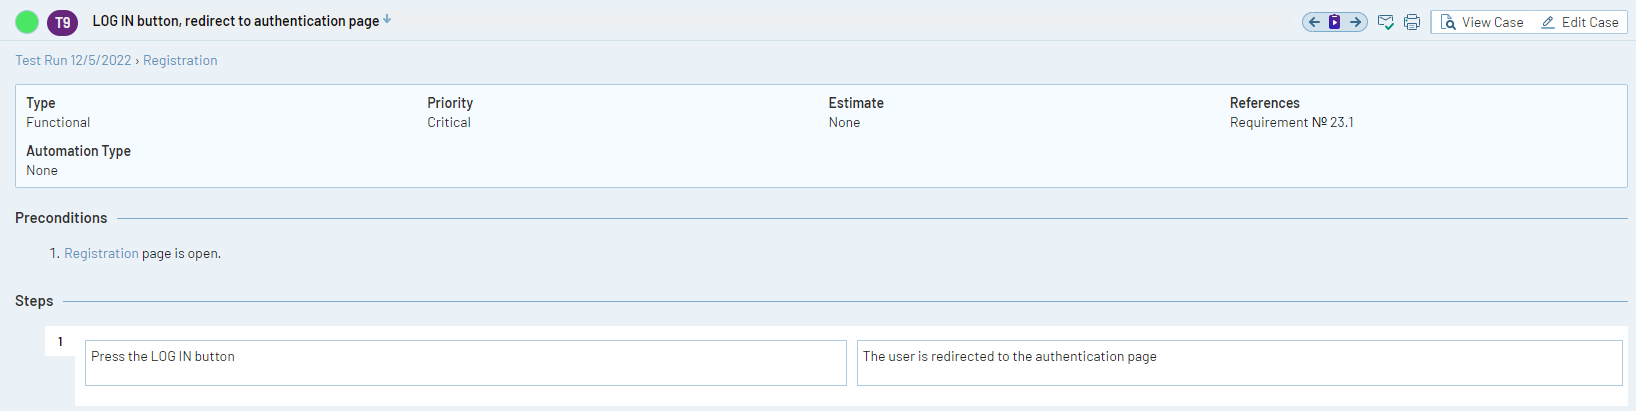 T9 LOG IN button, redirect to authentication page View Case Edit Case
Test Run 12/5/2022 › Registration
Type Priority Estimate References
Functional Critical None Requirement № 23.1
Automation Type
None
Preconditions
1. Registration page is open.
Steps
1
Press the LOG IN button The user is redirected to the authentication page